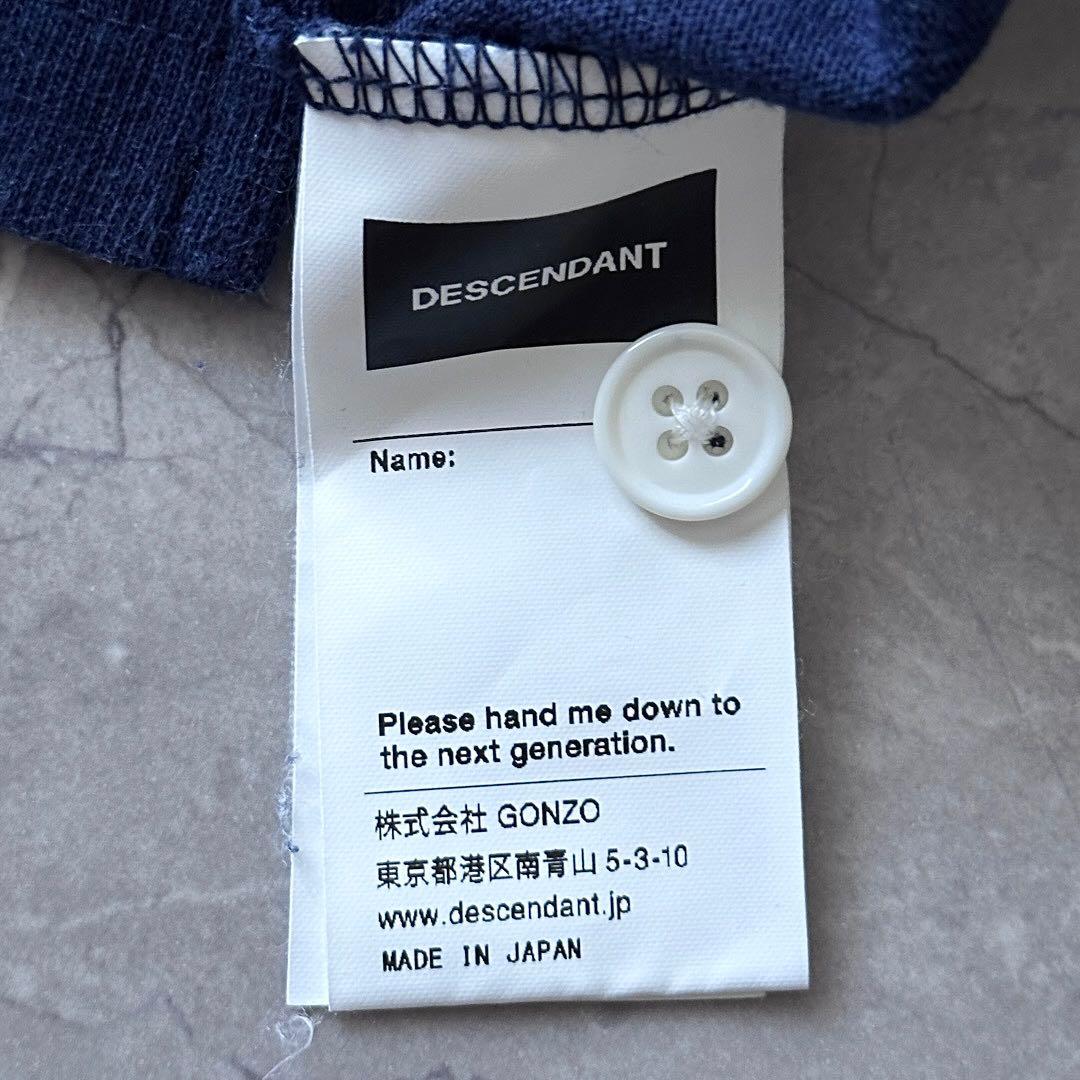 DESCENDANT
Name:
Please hand me down to
the next generation.
株式会社 GONZO
東京都港区南青山 5-3-10
www.descendant.jp
MADE IN JAPAN